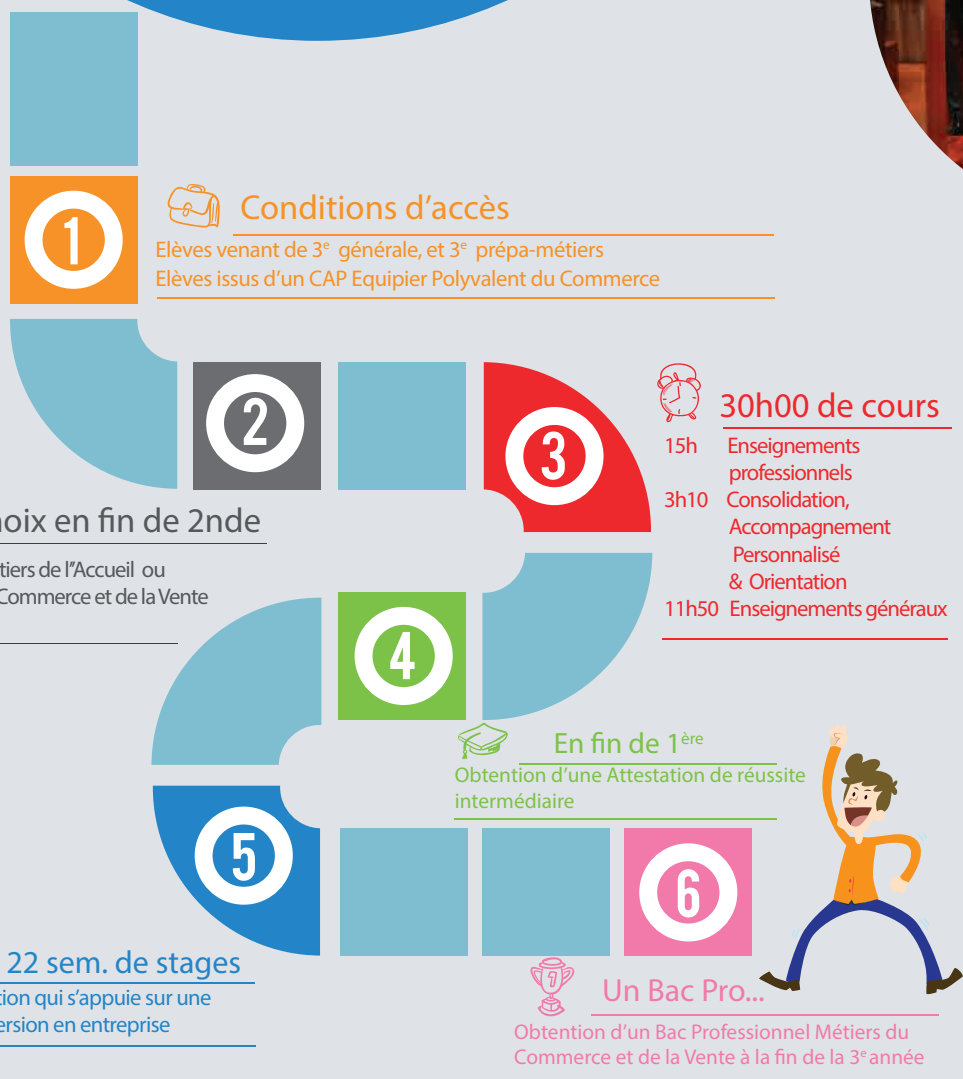 1
Conditions d'accès
Elèves venant de 3e générale, et 3e prépa-métiers
Elèves issus d'un CAP Equipier Polyvalent du Commerce
2
oix en fin de 2nde
tiers de l'’Accueil ou
Commerce et de la Vente
3
30h00 de cours
15h Enseignements
professionnels
3h10 Consolidation,
Accompagnement
Personnalisé
& Orientation
11h50 Enseignements généraux
4
En fin de 1ère
Obtention d'une Attestation de réussite
intermédiaire
5
22 sem. de stages
tion qui s'appuie sur une
ersion en entreprise
6
1
Un Bac Pro...
Obtention d'un Bac Professionnel Métiers du
Commerce et de la Vente à la fin de la 3e année